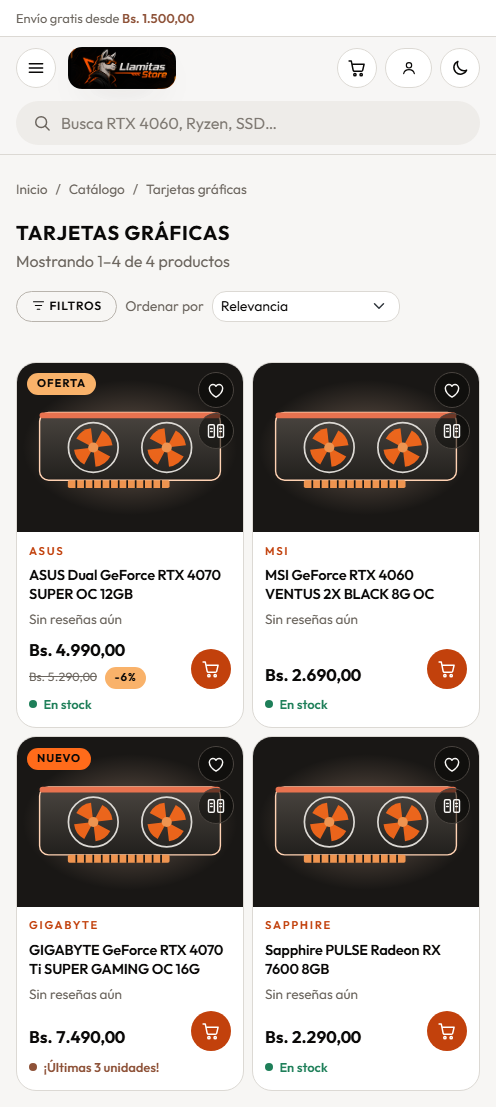 Envío gratis desde Bs. 1.500,00
Llamitas
Store
Busca RTX 4060, Ryzen, SSD...
Inicio / Catálogo / Tarjetas gráficas
TARJETAS GRÁFICAS
Mostrando 1–4 de 4 productos
FILTROS Ordenar por Relevancia
OFERTA
ASUS
ASUS Dual GeForce RTX 4070
SUPER OC 12GB
Sin reseñas aún
Bs. 4.990,00
Bs. 5.290,00 -6%
En stock
MSI
MSI GeForce RTX 4060
VENTUS 2X BLACK 8G OC
Sin reseñas aún
Bs. 2.690,00
En stock
NUEVO
GIGABYTE
GIGABYTE GeForce RTX 4070
Ti SUPER GAMING OC 16G
Sin reseñas aún
Bs. 7.490,00
¡Últimas 3 unidades!
SAPPHIRE
Sapphire PULSE Radeon RX
7600 8GB
Sin reseñas aún
Bs. 2.290,00
En stock